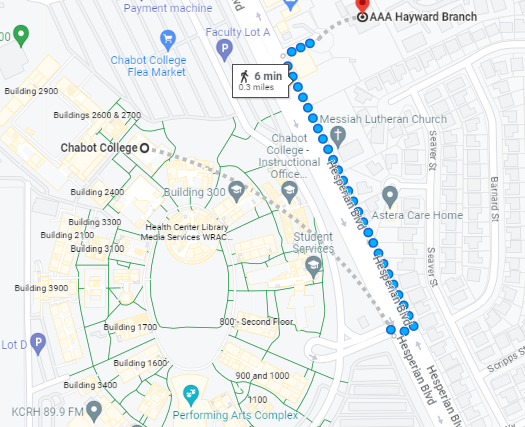 Payment machine
vd
AAA Hayward Branch
Faculty Lot A
00
Chabot College
Flea Market
6 min
0.3 miles
Building 2900
Buildings 2600 & 2700
Messiah Lutheran Church
Chabot College
Chabot
College -
Instructional
Office...
Seaver St
Barnard St
Building 2400
Building 300
Hesperian Blvd
Astera Care Home
Building 3300
Building 2100
Building 3100
Health Center Library
Media Services WRAC...
Student
Services
Seaver St
Building 3900
Hesperian Blvd
Building 1700
800 - Second Floor
Lot D
Hesperian Blvd
Building 1600
Scripps St
Building 3400
900 and 1000
1100
Hesperian Blvd
KCRH 89.9 FM
Performing Arts Complex